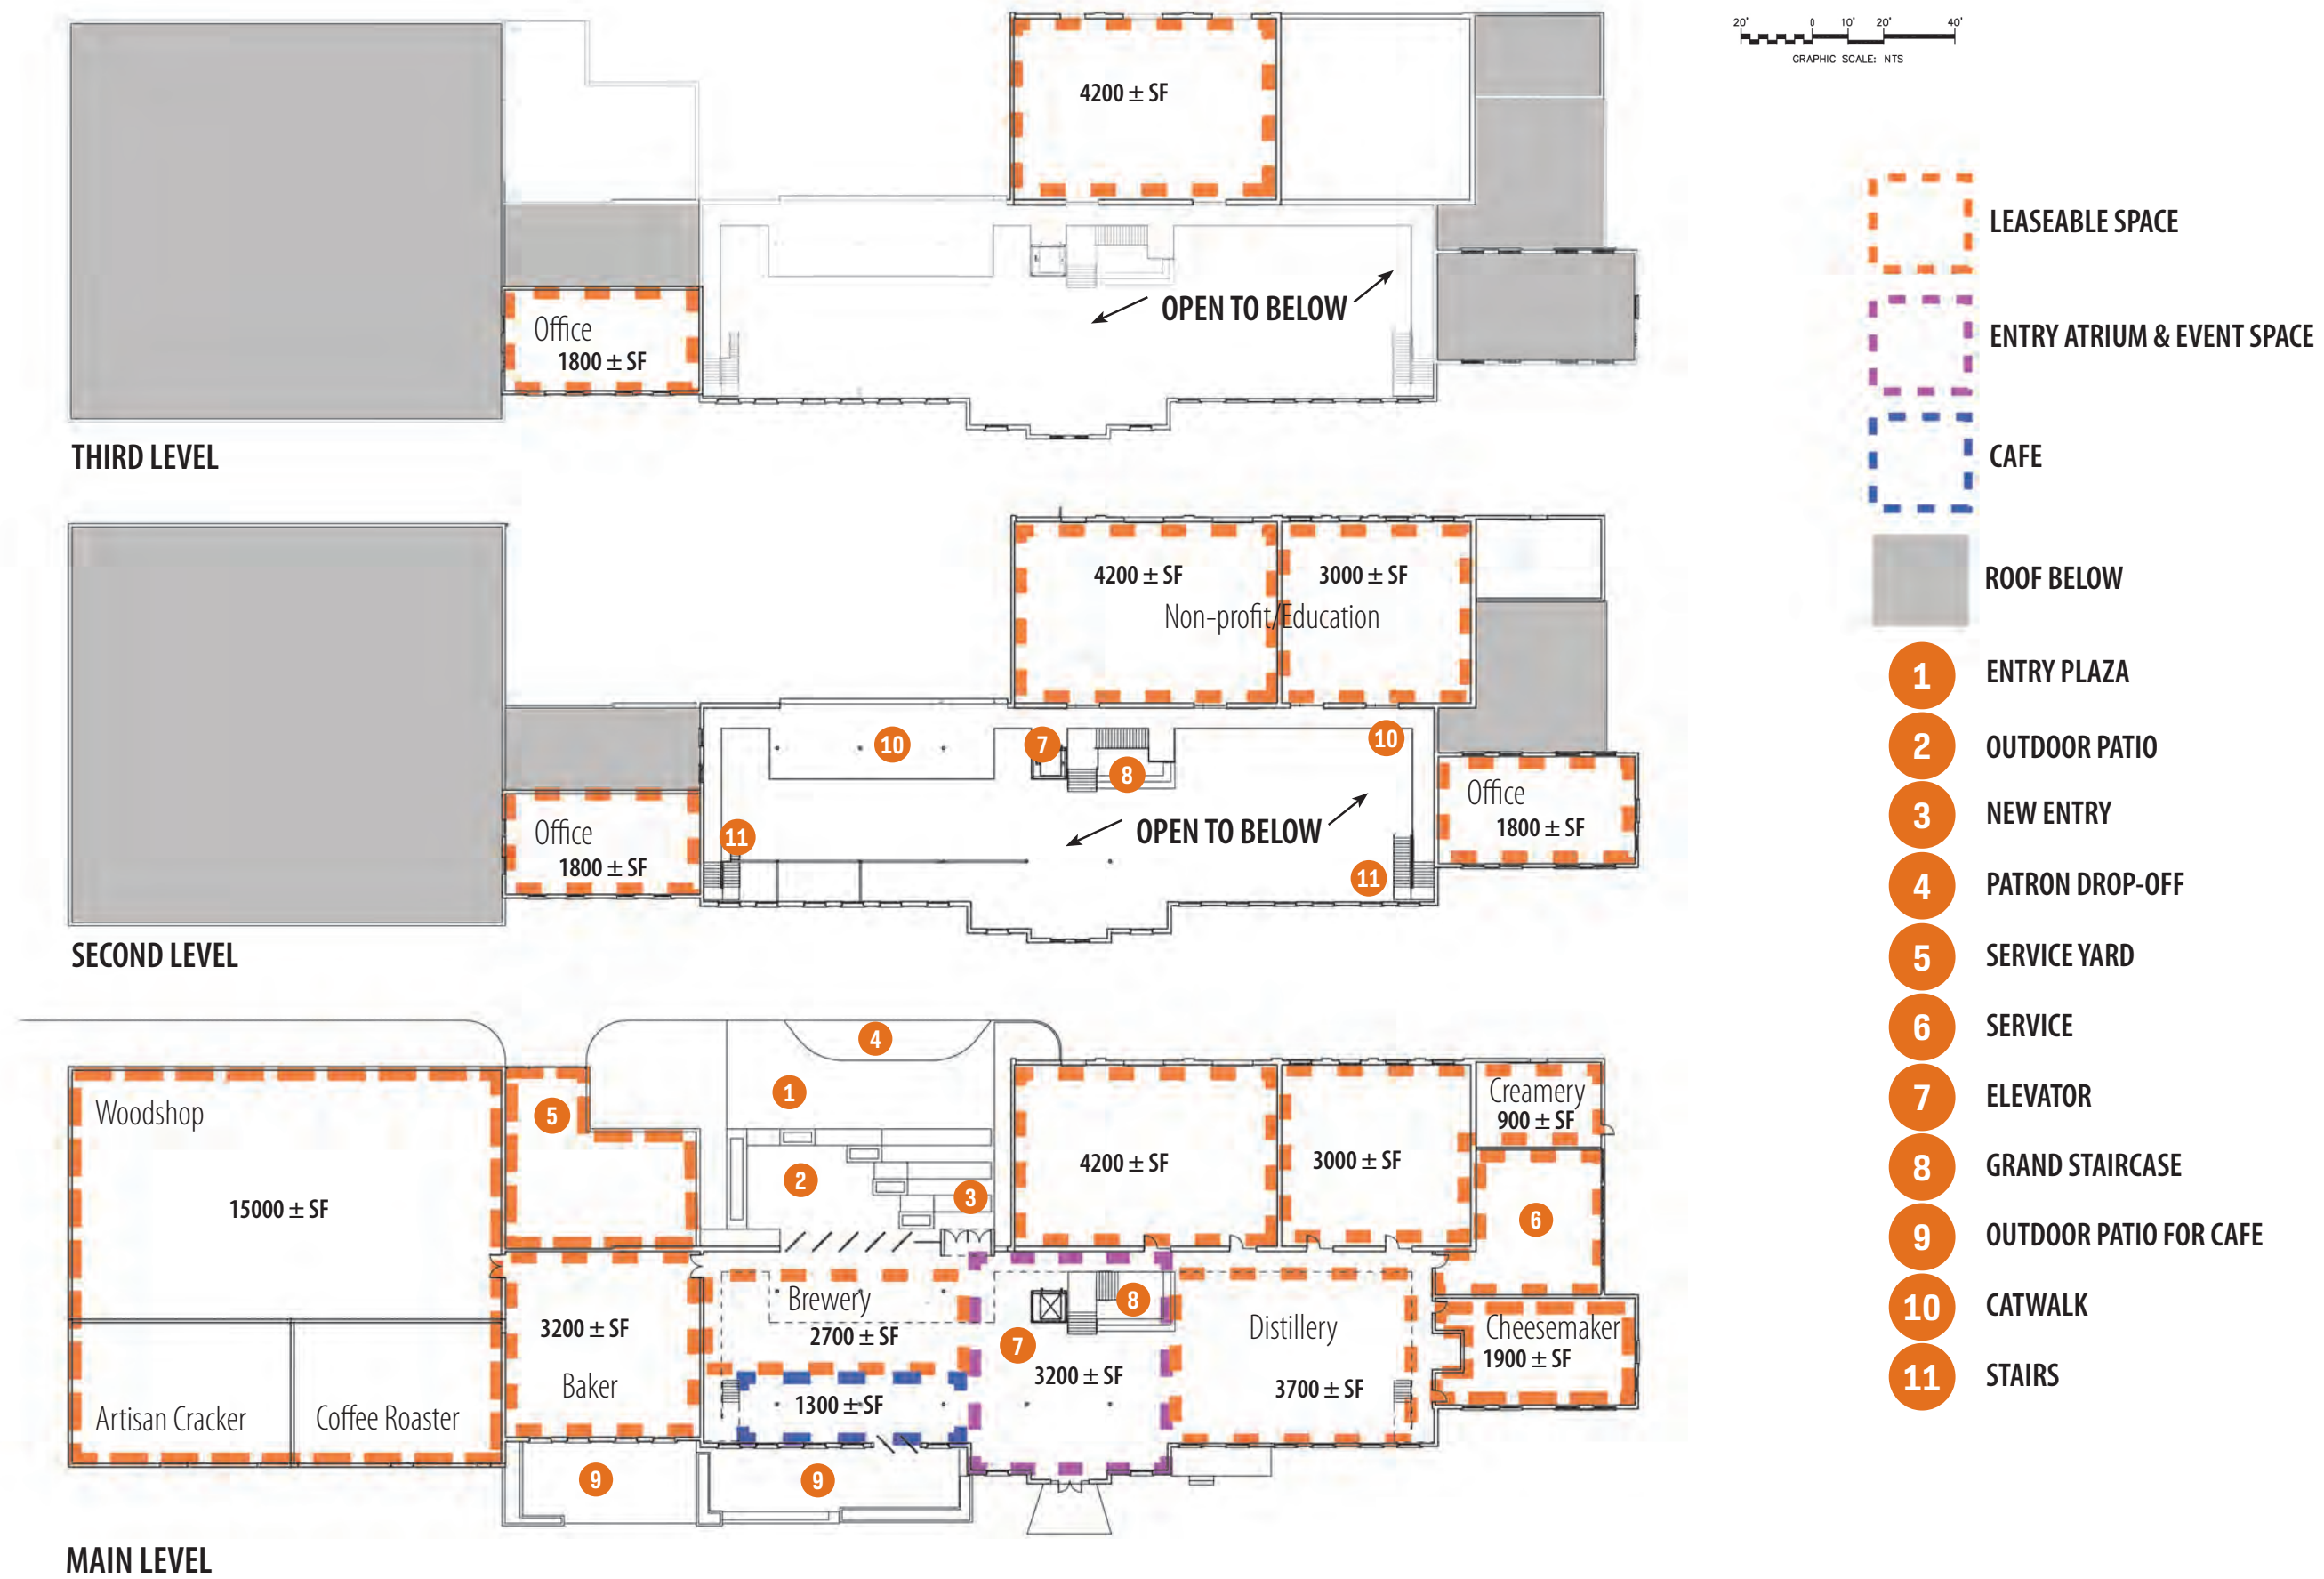 20' 0 10' 20' 40'
GRAPHIC SCALE: NTS
4200 ± SF
OPEN TO BELOW
Office
1800 ± SF
THIRD LEVEL
4200 ± SF
3000 ± SF
Non-profit/Education
10
7
8
10
OPEN TO BELOW
11
11
Office
1800 ± SF
Office
1800 ± SF
SECOND LEVEL
4
1
5
2
3
Woodshop
15000 ± SF
Artisan Cracker
Coffee Roaster
3200 ± SF
Baker
Brewery
2700 ± SF
1300 ± SF
9
9
7
8
3200 ± SF
4200 ± SF
3000 ± SF
Creamery
900 ± SF
6
Distillery
3700 ± SF
Cheesemaker
1900 ± SF
MAIN LEVEL
LEASEABLE SPACE
ENTRY ATRIUM & EVENT SPACE
CAFE
ROOF BELOW
1 ENTRY PLAZA
2 OUTDOOR PATIO
3 NEW ENTRY
4 PATRON DROP-OFF
5 SERVICE YARD
6 SERVICE
7 ELEVATOR
8 GRAND STAIRCASE
9 OUTDOOR PATIO FOR CAFE
10 CATWALK
11 STAIRS